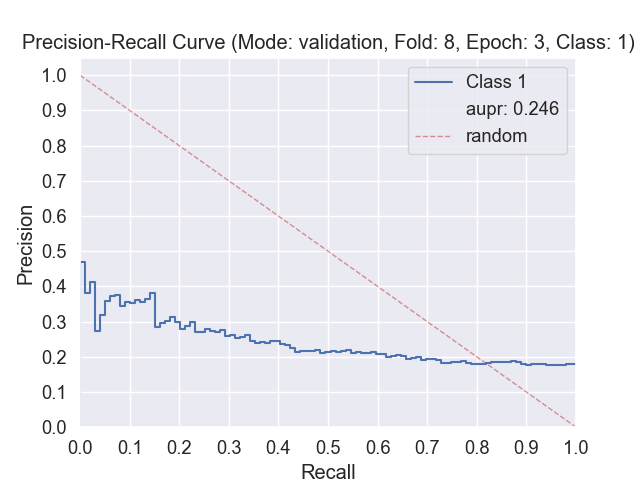 Precision-Recall Curve (Mode: validation, Fold: 8, Epoch: 3, Class: 1)
1.0
0.9
0.8
0.7
0.6
0.5
0.4
0.3
0.2
0.1
0.0
Precision
Class 1
aupr: 0.246
random
0.0 0.1 0.2 0.3 0.4 0.5 0.6 0.7 0.8 0.9 1.0
Recall